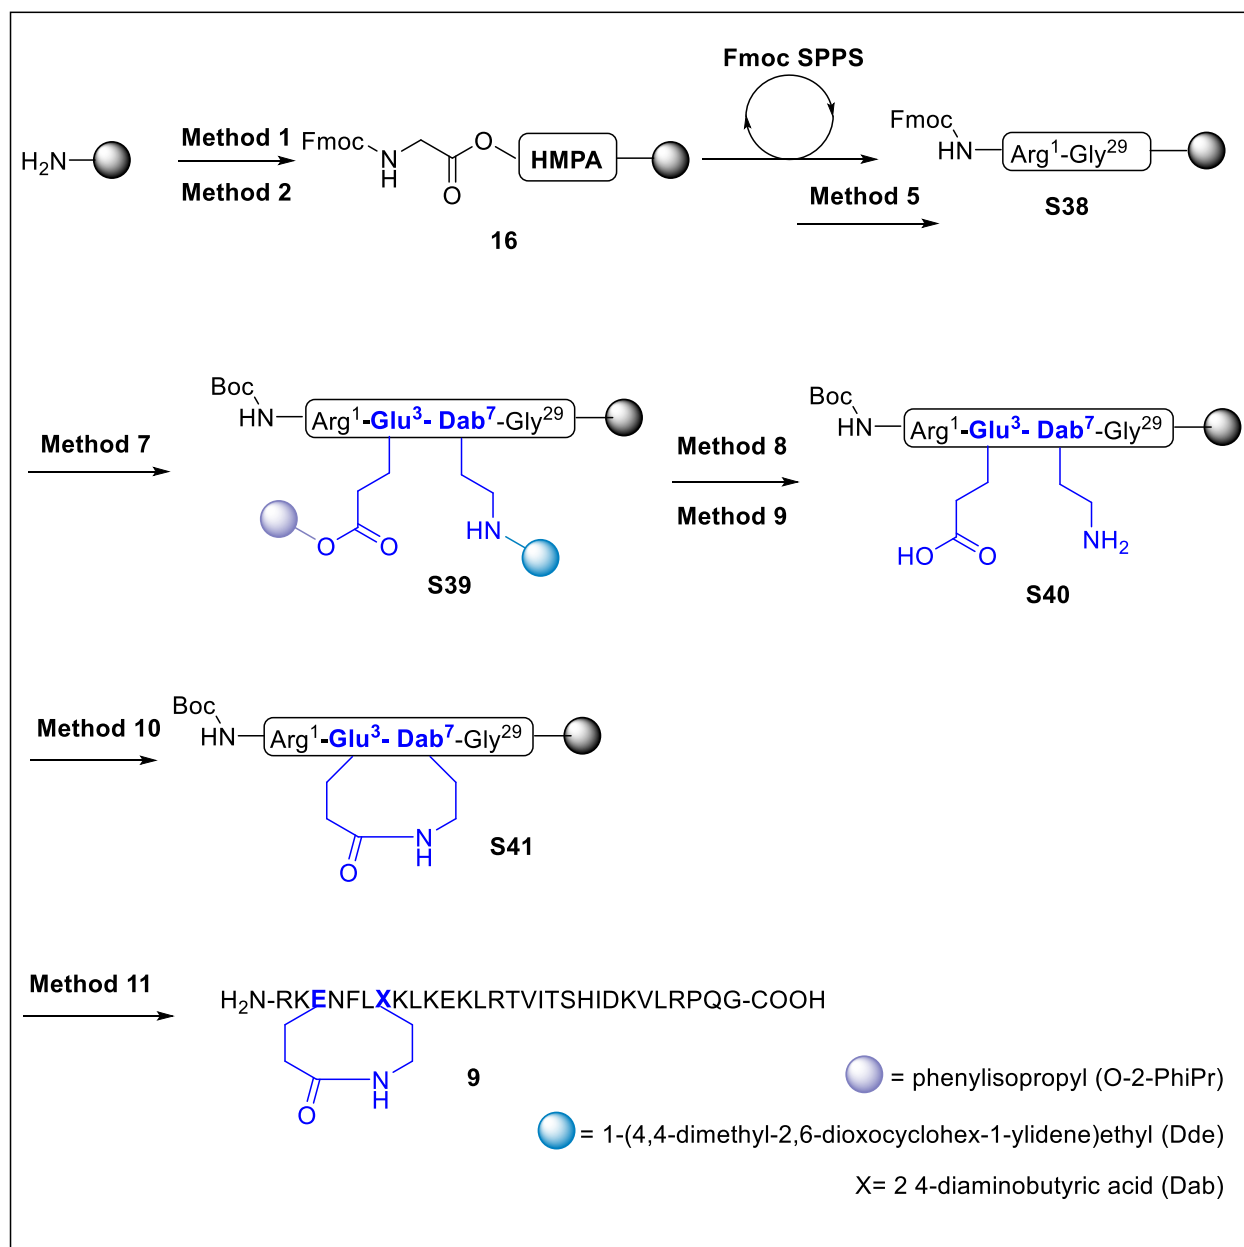 Fmoc SPPS
H₂N
Method 1
Method 2
Fmoc
N
H
O
O
HMPA
16
Method 5
Fmoc
HN
Arg¹-Gly²⁹
S38
Method 7
Boc
HN
Arg¹-Glu³- Dab⁷-Gly²⁹
O
O
HN
S39
Method 8
Method 9
Boc
HN
Arg¹-Glu³- Dab⁷-Gly²⁹
HO
O
NH₂
S40
Method 10
Boc
HN
Arg¹-Glu³- Dab⁷-Gly²⁹
O
N
H
S41
Method 11
H₂N-RKENFLXKLKEKLRTVITSHIDKVLRPQG-COOH
O
N
H
9
= phenylisopropyl (O-2-PhiPr)
= 1-(4,4-dimethyl-2,6-dioxocyclohex-1-ylidene)ethyl (Dde)
X= 2 4-diaminobutyric acid (Dab)